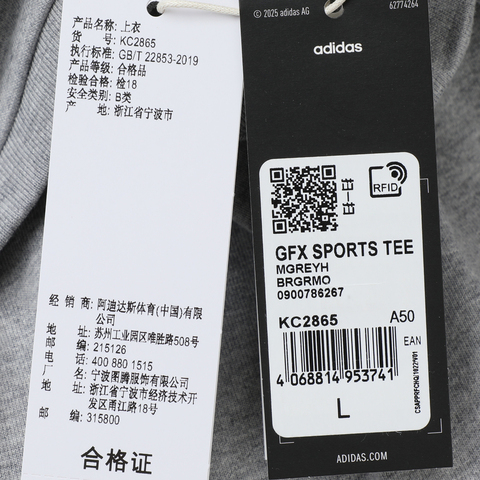 产品名称: 上衣
货 号: KC2865
执行标准: GB/T 22853-2019
产品等级: 合格品
检验合格: 检18
安全类别: B类
产 地: 浙江省宁波市
经 销 商: 阿迪达斯体育(中国)有限
公司
地 址: 苏州工业园区唯胜路508号
邮 编: 215126
电 话: 400 880 1515
厂 名: 宁波图腾服饰有限公司
地 址: 浙江省宁波市经济技术开
发区甬江路18号
邮 编: 315800
合格证
© 2025 adidas AG
62774264
adidas
RFID
GFX SPORTS TEE
MGREYH
BRGRMO
0900786267
KC2865 A50
EAN
4 068814 953741
L
ADIDAS.COM